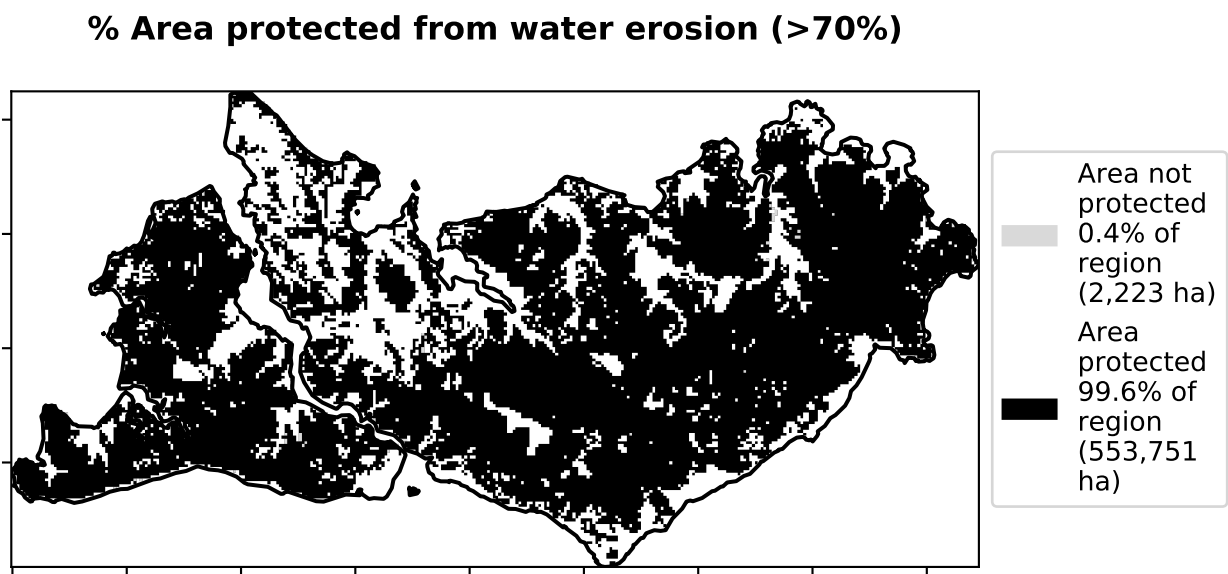 % Area protected from water erosion (>70%)
Area not
protected
0.4% of
region
(2,223 ha)
Area
protected
99.6% of
region
(553,751
ha)